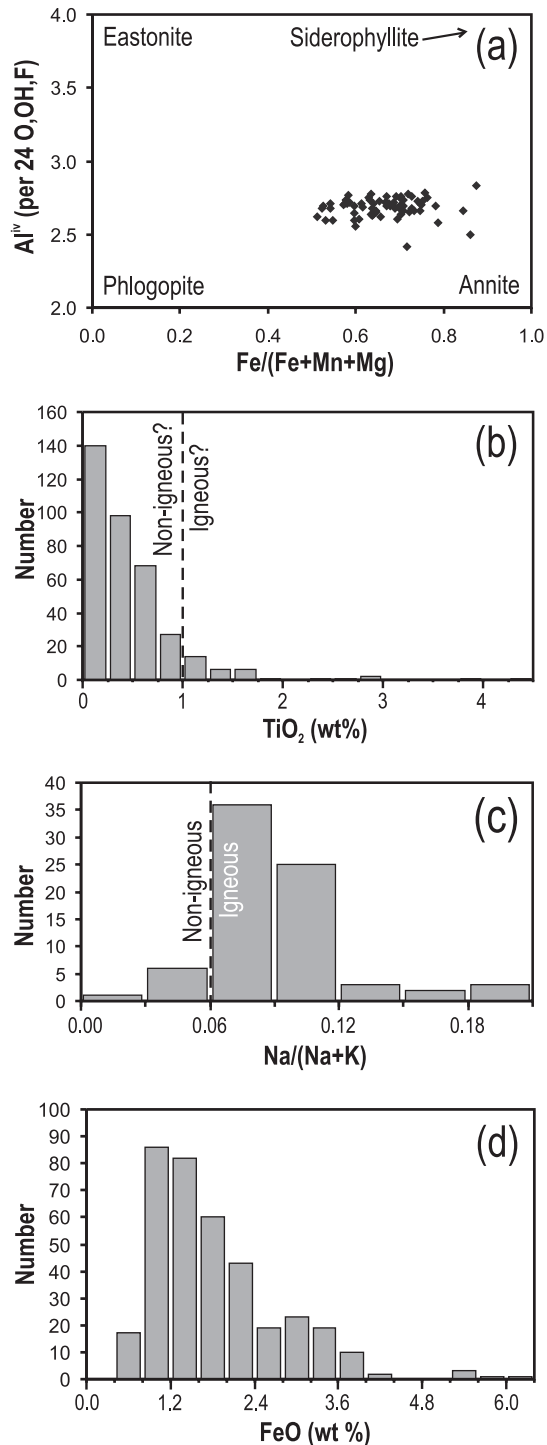 4.0
Eastonite
Siderophyllite
(a)
3.5
3.0
2.5
2.0
Phlogopite
Annite
0.0 0.2 0.4 0.6 0.8 1.0
Al^iv (per 24 O,OH,F)
Fe/(Fe+Mn+Mg)
160
140
120
100
80
60
40
20
0
Number
Non-igneous?
Igneous?
(b)
0 1 2 3 4
TiO₂ (wt%)
40
35
30
25
20
15
10
5
0
Number
Non-igneous
Igneous
(c)
0.00 0.06 0.12 0.18
Na/(Na+K)
100
90
80
70
60
50
40
30
20
10
0
Number
(d)
0.0 1.2 2.4 3.6 4.8 6.0
FeO (wt %)